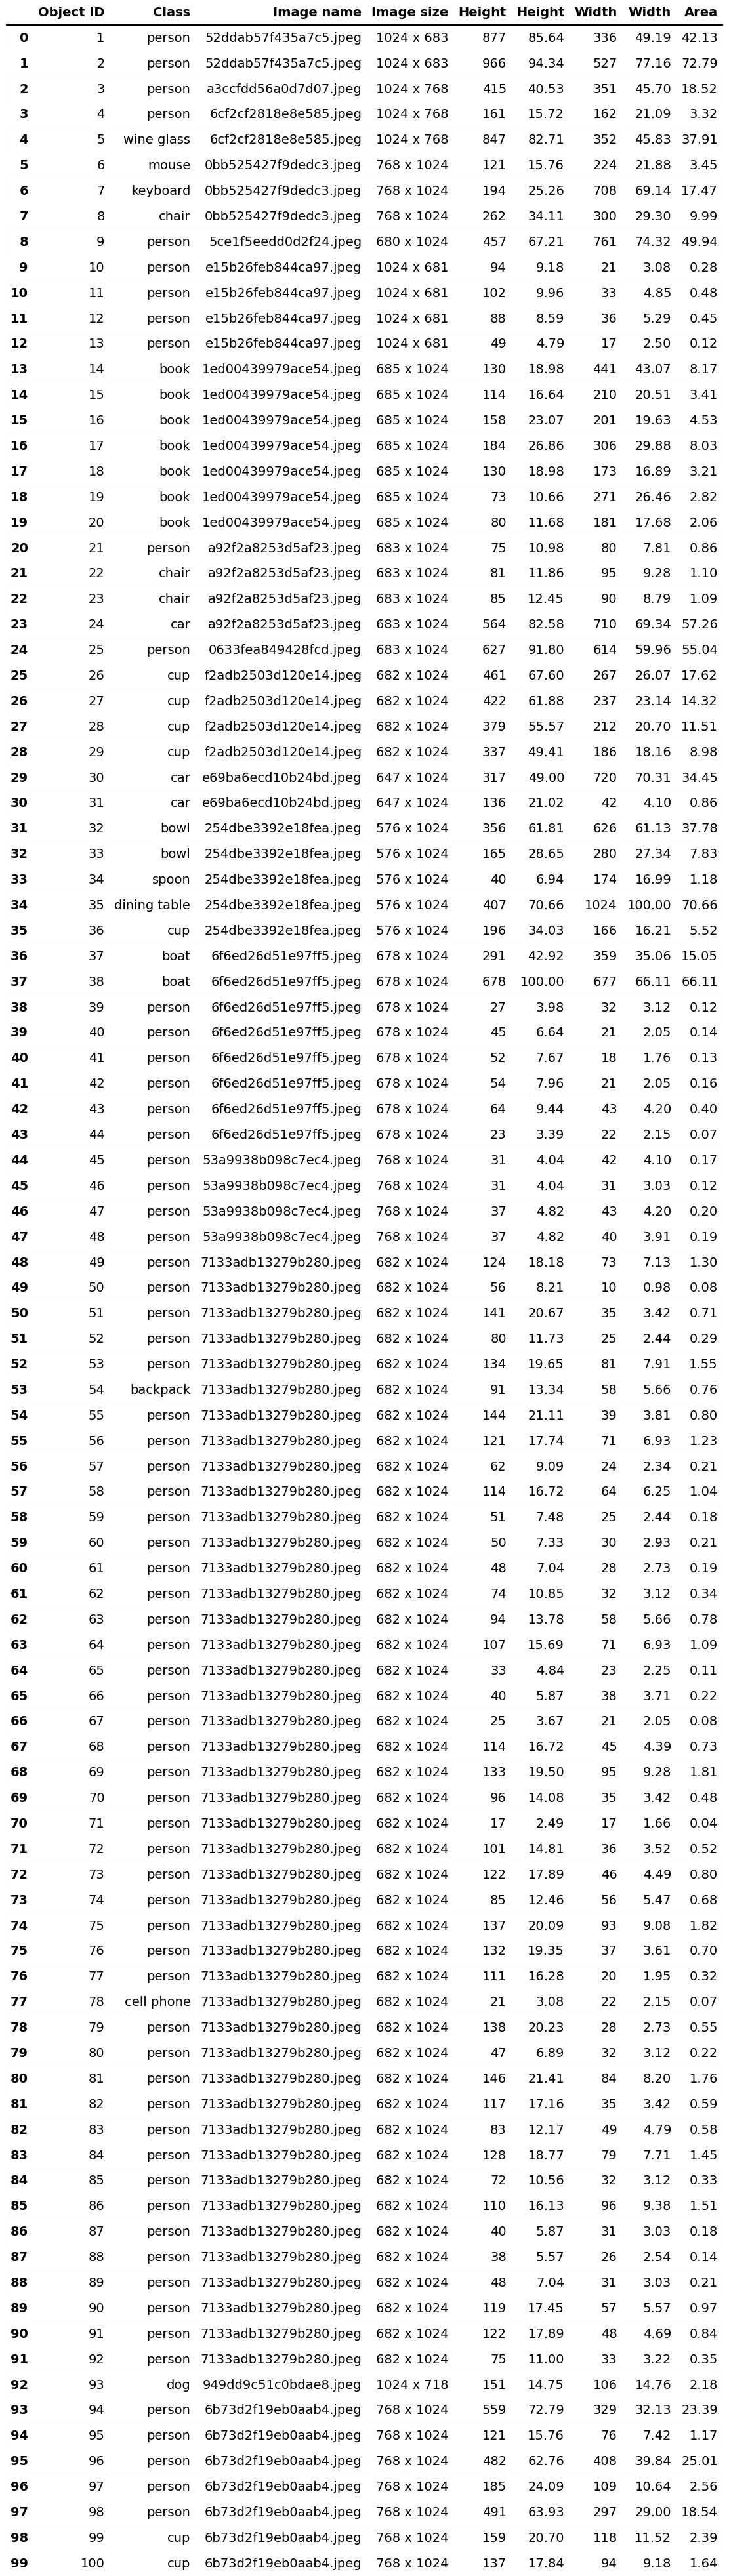 Object ID Class Image name Image size Height Height Width Width Area
0 1 person 52ddab57f435a7c5.jpeg 1024 x 683 877 85.64 336 49.19 42.13
1 2 person 52ddab57f435a7c5.jpeg 1024 x 683 966 94.34 527 77.16 72.79
2 3 person a3ccfdd56a0d7d07.jpeg 1024 x 768 415 40.53 351 45.70 18.52
3 4 person 6cf2cf2818e8e585.jpeg 1024 x 768 161 15.72 162 21.09 3.32
4 5 wine glass 6cf2cf2818e8e585.jpeg 1024 x 768 847 82.71 352 45.83 37.91
5 6 mouse 0bb525427f9dedc3.jpeg 768 x 1024 121 15.76 224 21.88 3.45
6 7 keyboard 0bb525427f9dedc3.jpeg 768 x 1024 194 25.26 708 69.14 17.47
7 8 chair 0bb525427f9dedc3.jpeg 768 x 1024 262 34.11 300 29.30 9.99
8 9 person 5ce1f5eedd0d2f24.jpeg 680 x 1024 457 67.21 761 74.32 49.94
9 10 person e15b26feb844ca97.jpeg 1024 x 681 94 9.18 21 3.08 0.28
10 11 person e15b26feb844ca97.jpeg 1024 x 681 102 9.96 33 4.85 0.48
11 12 person e15b26feb844ca97.jpeg 1024 x 681 88 8.59 36 5.29 0.45
12 13 person e15b26feb844ca97.jpeg 1024 x 681 49 4.79 17 2.50 0.12
13 14 book 1ed00439979ace54.jpeg 685 x 1024 130 18.98 441 43.07 8.17
14 15 book 1ed00439979ace54.jpeg 685 x 1024 114 16.64 210 20.51 3.41
15 16 book 1ed00439979ace54.jpeg 685 x 1024 158 23.07 201 19.63 4.53
16 17 book 1ed00439979ace54.jpeg 685 x 1024 184 26.86 306 29.88 8.03
17 18 book 1ed00439979ace54.jpeg 685 x 1024 130 18.98 173 16.89 3.21
18 19 book 1ed00439979ace54.jpeg 685 x 1024 73 10.66 271 26.46 2.82
19 20 book 1ed00439979ace54.jpeg 685 x 1024 80 11.68 181 17.68 2.06
20 21 person a92f2a8253d5af23.jpeg 683 x 1024 75 10.98 80 7.81 0.86
21 22 chair a92f2a8253d5af23.jpeg 683 x 1024 81 11.86 95 9.28 1.10
22 23 chair a92f2a8253d5af23.jpeg 683 x 1024 85 12.45 90 8.79 1.09
23 24 car a92f2a8253d5af23.jpeg 683 x 1024 564 82.58 710 69.34 57.26
24 25 person 0633fea849428fcd.jpeg 683 x 1024 627 91.80 614 59.96 55.04
25 26 cup f2adb2503d120e14.jpeg 682 x 1024 461 67.60 267 26.07 17.62
26 27 cup f2adb2503d120e14.jpeg 682 x 1024 422 61.88 237 23.14 14.32
27 28 cup f2adb2503d120e14.jpeg 682 x 1024 379 55.57 212 20.70 11.51
28 29 cup f2adb2503d120e14.jpeg 682 x 1024 337 49.41 186 18.16 8.98
29 30 car e69ba6ecd10b24bd.jpeg 647 x 1024 317 49.00 720 70.31 34.45
30 31 car e69ba6ecd10b24bd.jpeg 647 x 1024 136 21.02 42 4.10 0.86
31 32 bowl 254dbe3392e18fea.jpeg 576 x 1024 356 61.81 626 61.13 37.78
32 33 bowl 254dbe3392e18fea.jpeg 576 x 1024 165 28.65 280 27.34 7.83
33 34 spoon 254dbe3392e18fea.jpeg 576 x 1024 40 6.94 174 16.99 1.18
34 35 dining table 254dbe3392e18fea.jpeg 576 x 1024 407 70.66 1024 100.00 70.66
35 36 cup 254dbe3392e18fea.jpeg 576 x 1024 196 34.03 166 16.21 5.52
36 37 boat 6f6ed26d51e97ff5.jpeg 678 x 1024 291 42.92 359 35.06 15.05
37 38 boat 6f6ed26d51e97ff5.jpeg 678 x 1024 678 100.00 677 66.11 66.11
38 39 person 6f6ed26d51e97ff5.jpeg 678 x 1024 27 3.98 32 3.12 0.12
39 40 person 6f6ed26d51e97ff5.jpeg 678 x 1024 45 6.64 21 2.05 0.14
40 41 person 6f6ed26d51e97ff5.jpeg 678 x 1024 52 7.67 18 1.76 0.13
41 42 person 6f6ed26d51e97ff5.jpeg 678 x 1024 54 7.96 21 2.05 0.16
42 43 person 6f6ed26d51e97ff5.jpeg 678 x 1024 64 9.44 43 4.20 0.40
43 44 person 6f6ed26d51e97ff5.jpeg 678 x 1024 23 3.39 22 2.15 0.07
44 45 person 53a9938b098c7ec4.jpeg 768 x 1024 31 4.04 42 4.10 0.17
45 46 person 53a9938b098c7ec4.jpeg 768 x 1024 31 4.04 31 3.03 0.12
46 47 person 53a9938b098c7ec4.jpeg 768 x 1024 37 4.82 43 4.20 0.20
47 48 person 53a9938b098c7ec4.jpeg 768 x 1024 37 4.82 40 3.91 0.19
48 49 person 7133adb13279b280.jpeg 682 x 1024 124 18.18 73 7.13 1.30
49 50 person 7133adb13279b280.jpeg 682 x 1024 56 8.21 10 0.98 0.08
50 51 person 7133adb13279b280.jpeg 682 x 1024 141 20.67 35 3.42 0.71
51 52 person 7133adb13279b280.jpeg 682 x 1024 80 11.73 25 2.44 0.29
52 53 person 7133adb13279b280.jpeg 682 x 1024 134 19.65 81 7.91 1.55
53 54 backpack 7133adb13279b280.jpeg 682 x 1024 91 13.34 58 5.66 0.76
54 55 person 7133adb13279b280.jpeg 682 x 1024 144 21.11 39 3.81 0.80
55 56 person 7133adb13279b280.jpeg 682 x 1024 121 17.74 71 6.93 1.23
56 57 person 7133adb13279b280.jpeg 682 x 1024 62 9.09 24 2.34 0.21
57 58 person 7133adb13279b280.jpeg 682 x 1024 114 16.72 64 6.25 1.04
58 59 person 7133adb13279b280.jpeg 682 x 1024 51 7.48 25 2.44 0.18
59 60 person 7133adb13279b280.jpeg 682 x 1024 50 7.33 30 2.93 0.21
60 61 person 7133adb13279b280.jpeg 682 x 1024 48 7.04 28 2.73 0.19
61 62 person 7133adb13279b280.jpeg 682 x 1024 74 10.85 32 3.12 0.34
62 63 person 7133adb13279b280.jpeg 682 x 1024 94 13.78 58 5.66 0.78
63 64 person 7133adb13279b280.jpeg 682 x 1024 107 15.69 71 6.93 1.09
64 65 person 7133adb13279b280.jpeg 682 x 1024 33 4.84 23 2.25 0.11
65 66 person 7133adb13279b280.jpeg 682 x 1024 40 5.87 38 3.71 0.22
66 67 person 7133adb13279b280.jpeg 682 x 1024 25 3.67 21 2.05 0.08
67 68 person 7133adb13279b280.jpeg 682 x 1024 114 16.72 45 4.39 0.73
68 69 person 7133adb13279b280.jpeg 682 x 1024 133 19.50 95 9.28 1.81
69 70 person 7133adb13279b280.jpeg 682 x 1024 96 14.08 35 3.42 0.48
70 71 person 7133adb13279b280.jpeg 682 x 1024 17 2.49 17 1.66 0.04
71 72 person 7133adb13279b280.jpeg 682 x 1024 101 14.81 36 3.52 0.52
72 73 person 7133adb13279b280.jpeg 682 x 1024 122 17.89 46 4.49 0.80
73 74 person 7133adb13279b280.jpeg 682 x 1024 85 12.46 56 5.47 0.68
74 75 person 7133adb13279b280.jpeg 682 x 1024 137 20.09 93 9.08 1.82
75 76 person 7133adb13279b280.jpeg 682 x 1024 132 19.35 37 3.61 0.70
76 77 person 7133adb13279b280.jpeg 682 x 1024 111 16.28 20 1.95 0.32
77 78 cell phone 7133adb13279b280.jpeg 682 x 1024 21 3.08 22 2.15 0.07
78 79 person 7133adb13279b280.jpeg 682 x 1024 138 20.23 28 2.73 0.55
79 80 person 7133adb13279b280.jpeg 682 x 1024 47 6.89 32 3.12 0.22
80 81 person 7133adb13279b280.jpeg 682 x 1024 146 21.41 84 8.20 1.76
81 82 person 7133adb13279b280.jpeg 682 x 1024 117 17.16 35 3.42 0.59
82 83 person 7133adb13279b280.jpeg 682 x 1024 83 12.17 49 4.79 0.58
83 84 person 7133adb13279b280.jpeg 682 x 1024 128 18.77 79 7.71 1.45
84 85 person 7133adb13279b280.jpeg 682 x 1024 72 10.56 32 3.12 0.33
85 86 person 7133adb13279b280.jpeg 682 x 1024 110 16.13 96 9.38 1.51
86 87 person 7133adb13279b280.jpeg 682 x 1024 40 5.87 31 3.03 0.18
87 88 person 7133adb13279b280.jpeg 682 x 1024 38 5.57 26 2.54 0.14
88 89 person 7133adb13279b280.jpeg 682 x 1024 48 7.04 31 3.03 0.21
89 90 person 7133adb13279b280.jpeg 682 x 1024 119 17.45 57 5.57 0.97
90 91 person 7133adb13279b280.jpeg 682 x 1024 122 17.89 48 4.69 0.84
91 92 person 7133adb13279b280.jpeg 682 x 1024 75 11.00 33 3.22 0.35
92 93 dog 949dd9c51c0bdae8.jpeg 1024 x 718 151 14.75 106 14.76 2.18
93 94 person 6b73d2f19eb0aab4.jpeg 768 x 1024 559 72.79 329 32.13 23.39
94 95 person 6b73d2f19eb0aab4.jpeg 768 x 1024 121 15.76 76 7.42 1.17
95 96 person 6b73d2f19eb0aab4.jpeg 768 x 1024 482 62.76 408 39.84 25.01
96 97 person 6b73d2f19eb0aab4.jpeg 768 x 1024 185 24.09 109 10.64 2.56
97 98 person 6b73d2f19eb0aab4.jpeg 768 x 1024 491 63.93 297 29.00 18.54
98 99 cup 6b73d2f19eb0aab4.jpeg 768 x 1024 159 20.70 118 11.52 2.39
99 100 cup 6b73d2f19eb0aab4.jpeg 768 x 1024 137 17.84 94 9.18 1.64